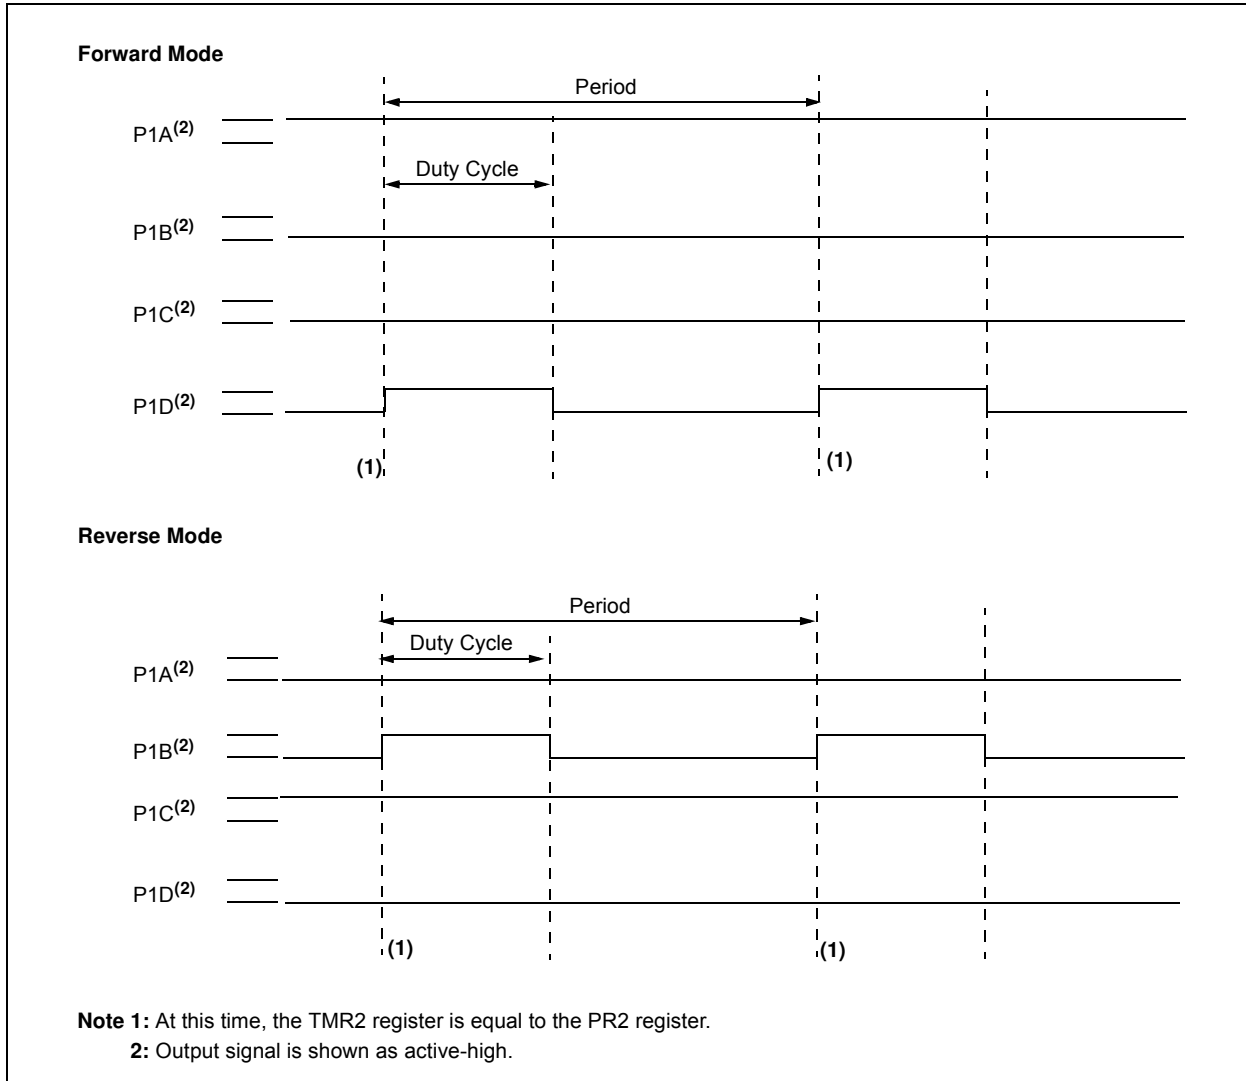 Forward Mode
Period
P1A(2)
Duty Cycle
P1B(2)
P1C(2)
P1D(2)
(1)
(1)
Reverse Mode
Period
Duty Cycle
P1A(2)
P1B(2)
P1C(2)
P1D(2)
(1)
(1)
Note 1: At this time, the TMR2 register is equal to the PR2 register.
2: Output signal is shown as active-high.